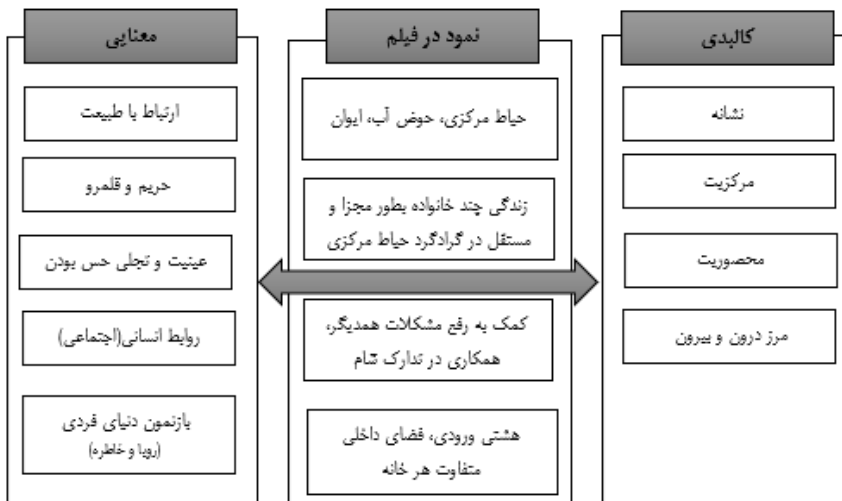 کالبدی
نشانه
مرکزیت
محصوریت
مرز درون و بیرون
نمود در فیلم
حیاط مرکزی، حوض آب، ایوان
زندگی چند خانواده بطور مجزا و
مستقل در گرادگرد حیاط مرکزی
کمک به رفع مشکلات همدیگر،
همکاری در تدارک شام
هشتی ورودی، فضای داخلی
متفاوت هر خانه
معنایی
ارتباط با طبیعت
حریم و قلمرو
عینیت و تجلی حس بودن
روابط انسانی(اجتماعی)
بازنمون دنیای فردی
(رویا و خاطره)